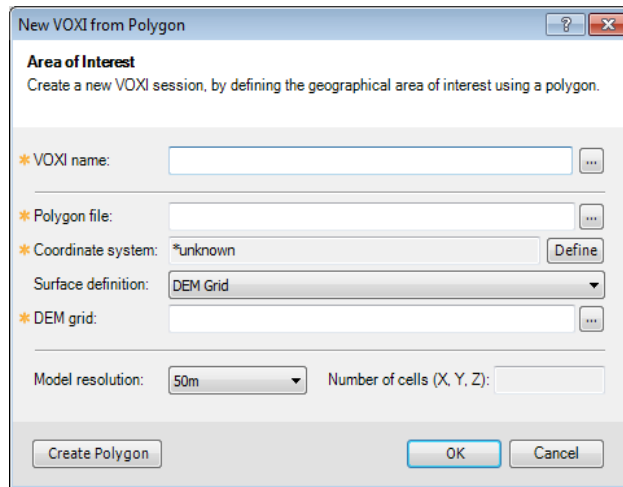 New VOXI from Polygon
Area of Interest
Create a new VOXI session, by defining the geographical area of interest using a polygon.
* VOXI name: ...
* Polygon file: ...
* Coordinate system: *unknown Define
Surface definition: DEM Grid
* DEM grid: ...
Model resolution: 50m Number of cells (X, Y, Z):
Create Polygon OK Cancel